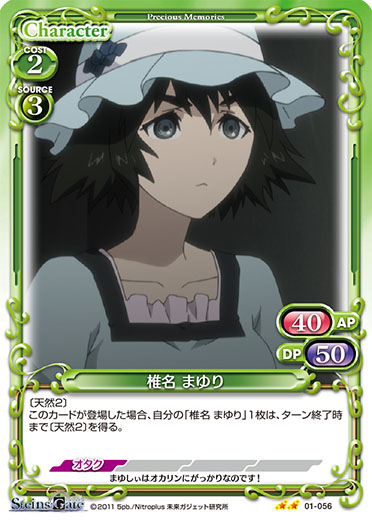 Precious Memories
Character
COST
2
SOURCE
3
40 AP
DP 50
椎名 まゆり
〔天然2〕
このカードが登場した場合、自分の「椎名 まゆり」1枚は、ターン終了時
まで〔天然2〕を得る。
オタク
まゆしぃはオカリンにがっかりなのです!
Steins;Gate
©2011 5pb./Nitroplus 未来ガジェット研究所
01-056